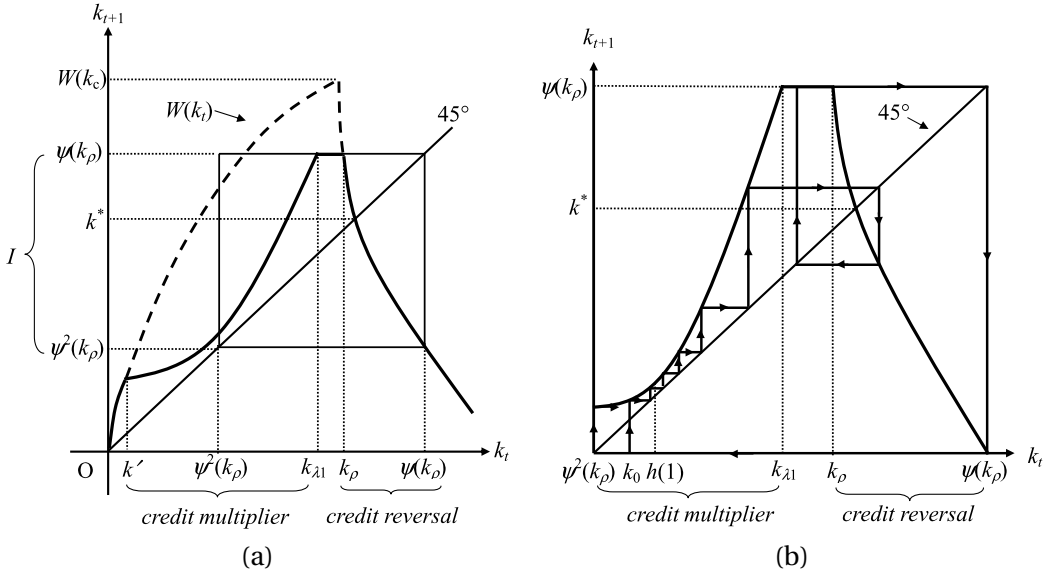 k_{t+1}
W(k_c)
W(k_t)
45°
ψ(k_ρ)
k*
I
ψ²(k_ρ)
O
k′
ψ²(k_ρ)
k_{λ1}
k_ρ
ψ(k_ρ)
k_t
credit multiplier
credit reversal
(a)
k_{t+1}
ψ(k_ρ)
45°
k*
ψ²(k_ρ)
k_0
h(1)
k_{λ1}
k_ρ
ψ(k_ρ)
k_t
credit multiplier
credit reversal
(b)